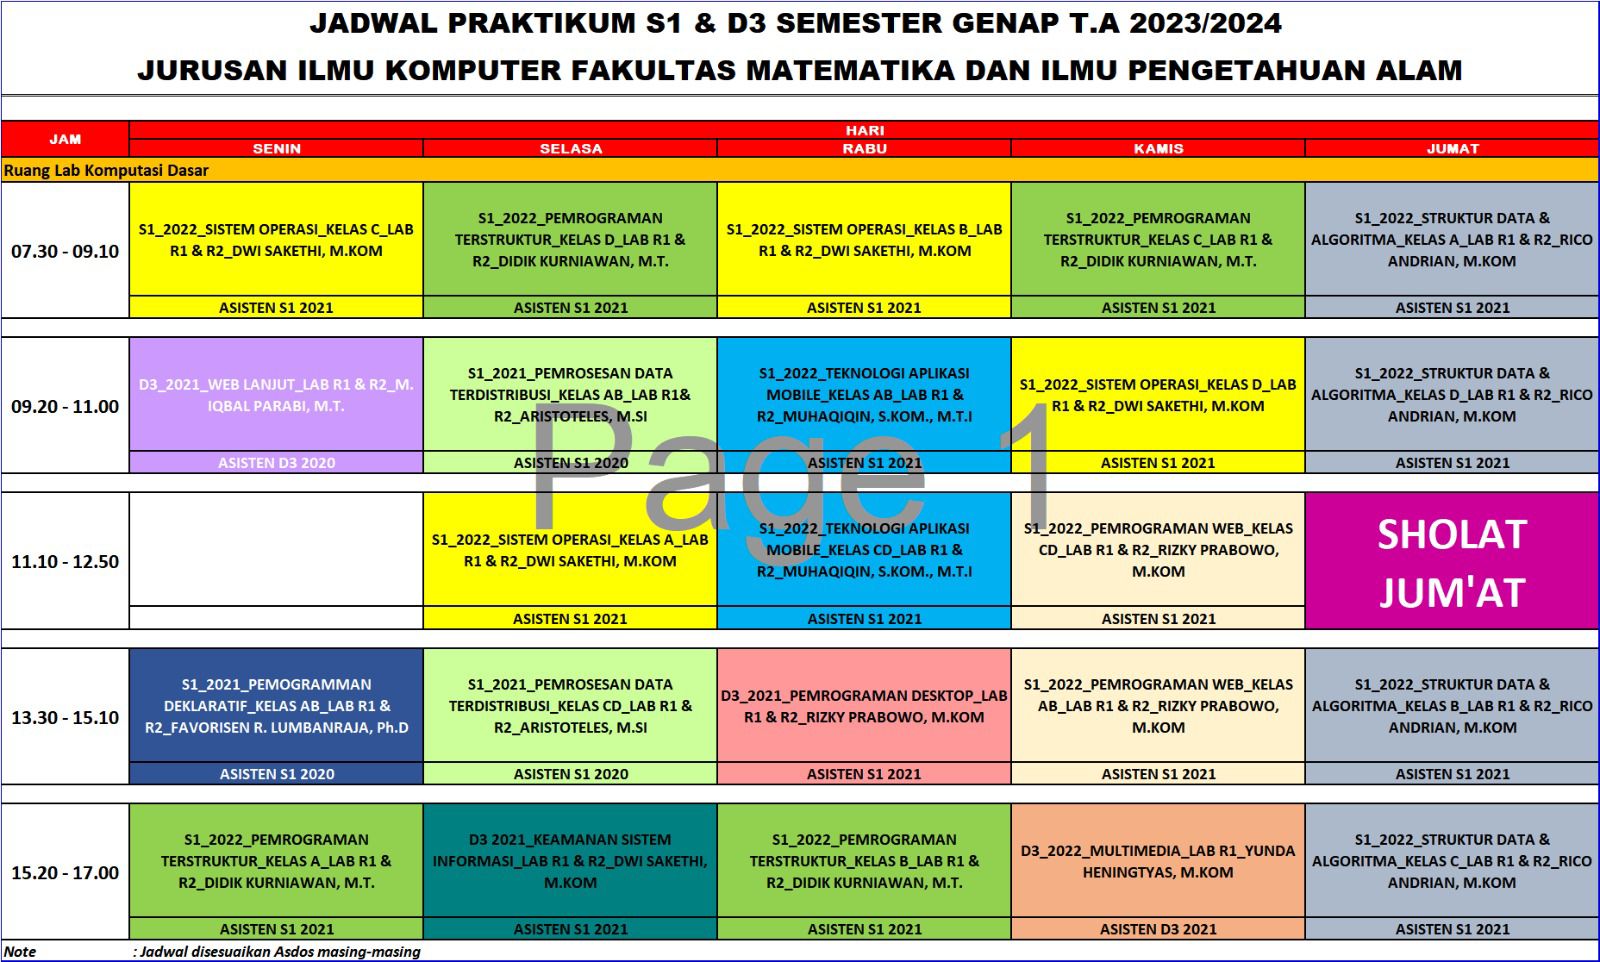 JADWAL PRAKTIKUM S1 & D3 SEMESTER GENAP T.A 2023/2024
JURUSAN ILMU KOMPUTER FAKULTAS MATEMATIKA DAN ILMU PENGETAHUAN ALAM
JAM
HARI
SENIN
SELASA
RABU
KAMIS
JUMAT
Ruang Lab Komputasi Dasar
07.30 - 09.10
S1_2022_SISTEM OPERASI_KELAS C_LAB
R1 & R2_DWI SAKETHI, M.KOM
S1_2022_PEMROGRAMAN
TERSTRUKTUR_KELAS D_LAB R1 &
R2_DIDIK KURNIAWAN, M.T.
S1_2022_SISTEM OPERASI_KELAS B_LAB
R1 & R2_DWI SAKETHI, M.KOM
S1_2022_PEMROGRAMAN
TERSTRUKTUR_KELAS C_LAB R1 &
R2_DIDIK KURNIAWAN, M.T.
S1_2022_STRUKTUR DATA &
ALGORITMA_KELAS A_LAB R1 & R2_RICO
ANDRIAN, M.KOM
ASISTEN S1 2021
ASISTEN S1 2021
ASISTEN S1 2021
ASISTEN S1 2021
ASISTEN S1 2021
09.20 - 11.00
D3_2021_WEB LANJUT_LAB R1 & R2_M.
IQBAL PARABI, M.T.
S1_2021_PEMROSESAN DATA
TERDISTRIBUSI_KELAS AB_LAB R1&
R2_ARISTOTELES, M.SI
S1_2022_TEKNOLOGI APLIKASI
MOBILE_KELAS AB_LAB R1 &
R2_MUHAQIQIN, S.KOM., M.T.I
S1_2022_SISTEM OPERASI_KELAS D_LAB
R1 & R2_DWI SAKETHI, M.KOM
S1_2022_STRUKTUR DATA &
ALGORITMA_KELAS D_LAB R1 & R2_RICO
ANDRIAN, M.KOM
ASISTEN D3 2020
ASISTEN S1 2020
ASISTEN S1 2021
ASISTEN S1 2021
ASISTEN S1 2021
Page 1
11.10 - 12.50
S1_2022_SISTEM OPERASI_KELAS A_LAB
R1 & R2_DWI SAKETHI, M.KOM
S1_2022_TEKNOLOGI APLIKASI
MOBILE_KELAS CD_LAB R1 &
R2_MUHAQIQIN, S.KOM., M.T.I
S1_2022_PEMROGRAMAN WEB_KELAS
CD_LAB R1 & R2_RIZKY PRABOWO,
M.KOM
SHOLAT
JUM'AT
ASISTEN S1 2021
ASISTEN S1 2021
ASISTEN S1 2021
13.30 - 15.10
S1_2021_PEMOGRAMMAN
DEKLARATIF_KELAS AB_LAB R1 &
R2_FAVORISEN R. LUMBANRAJA, Ph.D
S1_2021_PEMROSESAN DATA
TERDISTRIBUSI_KELAS CD_LAB R1 &
R2_ARISTOTELES, M.SI
D3_2021_PEMROGRAMAN DESKTOP_LAB
R1 & R2_RIZKY PRABOWO, M.KOM
S1_2022_PEMROGRAMAN WEB_KELAS
AB_LAB R1 & R2_RIZKY PRABOWO,
M.KOM
S1_2022_STRUKTUR DATA &
ALGORITMA_KELAS B_LAB R1 & R2_RICO
ANDRIAN, M.KOM
ASISTEN S1 2020
ASISTEN S1 2020
ASISTEN S1 2021
ASISTEN S1 2021
ASISTEN S1 2021
15.20 - 17.00
S1_2022_PEMROGRAMAN
TERSTRUKTUR_KELAS A_LAB R1 &
R2_DIDIK KURNIAWAN, M.T.
D3 2021_KEAMANAN SISTEM
INFORMASI_LAB R1 & R2_DWI SAKETHI,
M.KOM
S1_2022_PEMROGRAMAN
TERSTRUKTUR_KELAS B_LAB R1 &
R2_DIDIK KURNIAWAN, M.T.
D3_2022_MULTIMEDIA_LAB R1_YUNDA
HENINGTYAS, M.KOM
S1_2022_STRUKTUR DATA &
ALGORITMA_KELAS C_LAB R1 & R2_RICO
ANDRIAN, M.KOM
ASISTEN S1 2021
ASISTEN S1 2021
ASISTEN S1 2021
ASISTEN D3 2021
ASISTEN S1 2021
Note : Jadwal disesuaikan Asdos masing-masing